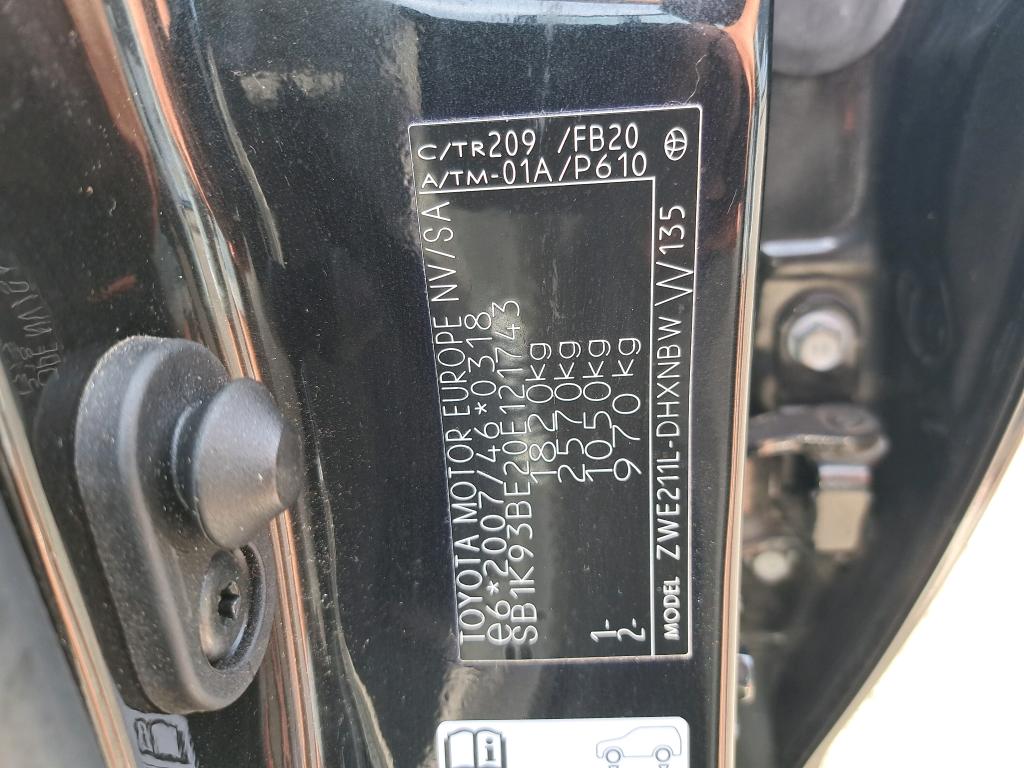 C/TR209 /FB20
A/TM-01A/P610
TOYOTA MOTOR EUROPE NV/SA
e6*2007/46*0318
SB1K93BE20E121743
1820kg
2570kg
1- 1050kg
2- 970kg
MODEL ZWE211L-DHXNBW W135
i